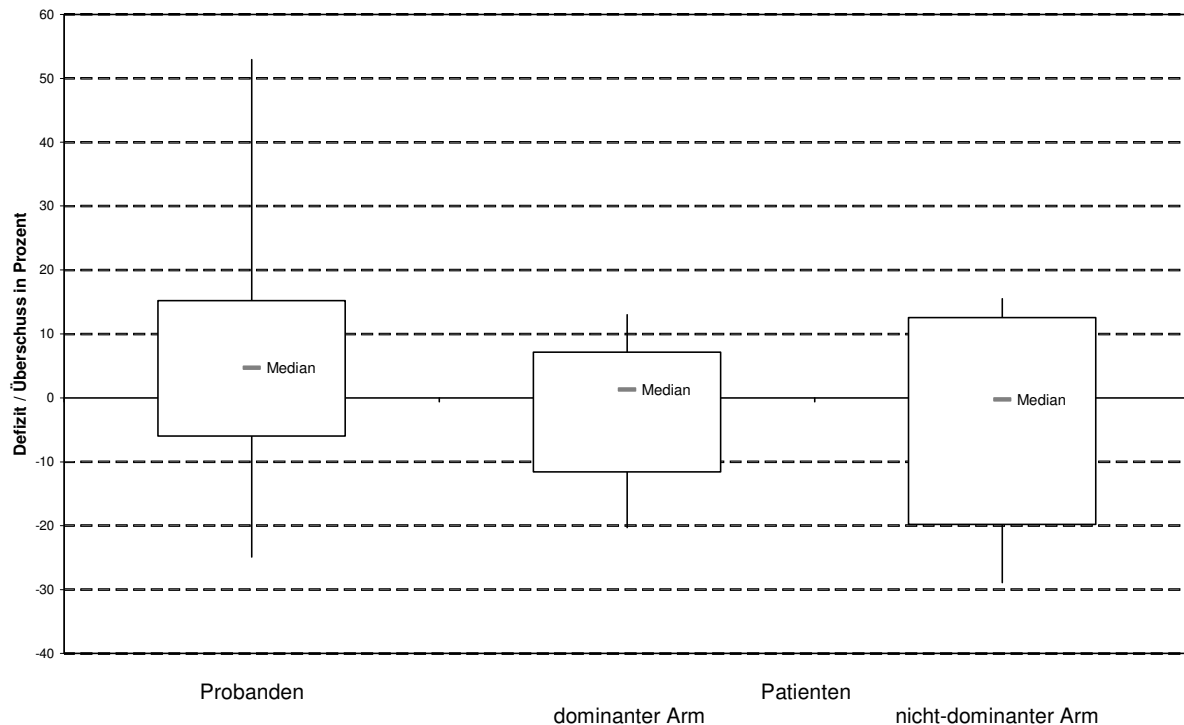 60
50
40
30
20
10
0
-10
-20
-30
-40
Defizit / Überschuss in Prozent
Median
Median
Median
Probanden
Patienten
dominanter Arm
nicht-dominanter Arm